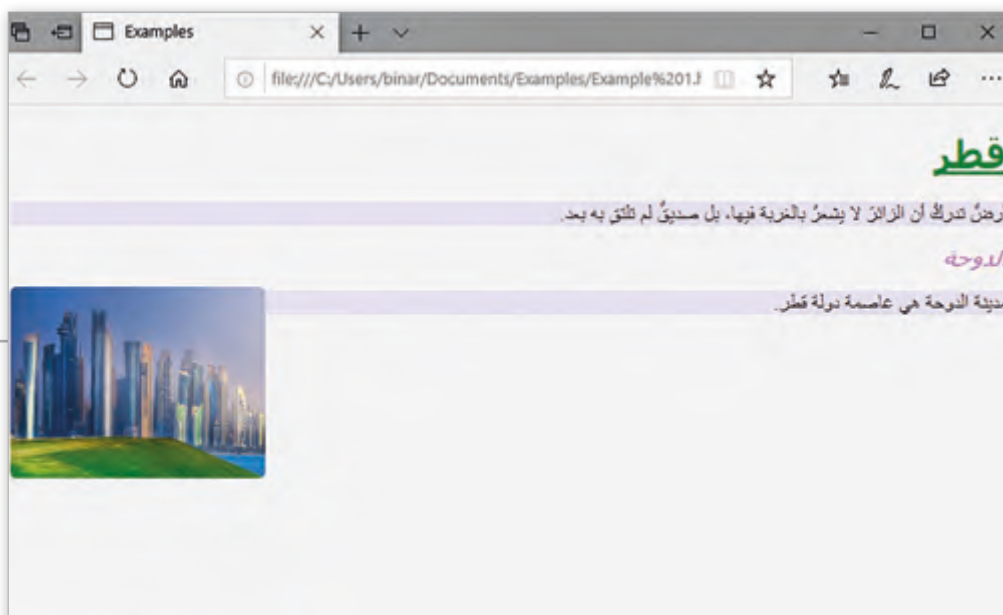 Examples
file:///C:/Users/binar/Documents/Examples/Example%201.
قطر
أرضٌ تدركُ أن الزائرَ لا يشعرُ بالغربة فيها، بل صديقٌ لم تلتقِ به بعد.
الدوحة
مدينة الدوحة هي عاصمة دولة قطر.